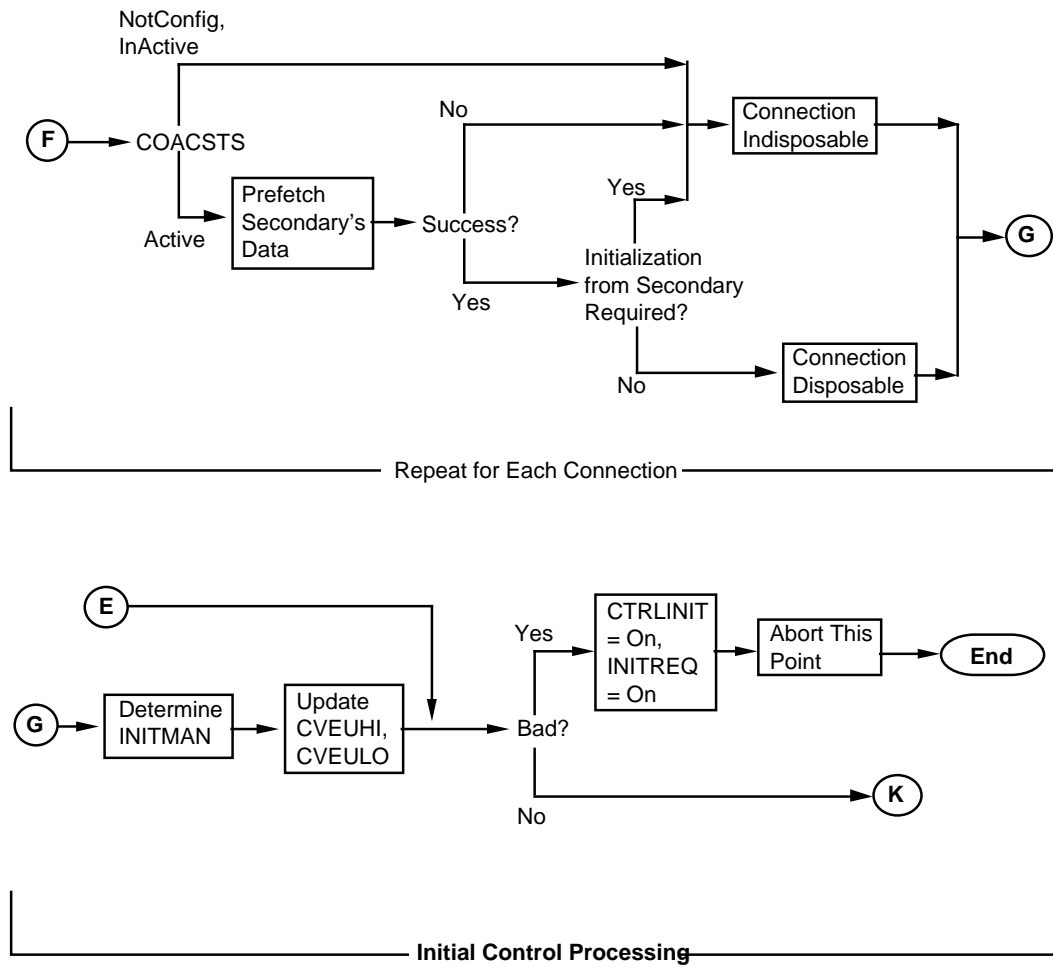 NotConfig,
InActive
F
COACSTS
No
Connection
Indisposable
Active
Prefetch
Secondary’s
Data
Success?
Yes
Yes
Initialization
from Secondary
Required?
G
No
Connection
Disposable
Repeat for Each Connection
E
Yes
CTRLINIT
= On,
INITREQ
= On
Abort This
Point
End
G
Determine
INITMAN
Update
CVEUHI,
CVEULO
Bad?
No
K
Initial Control Processing